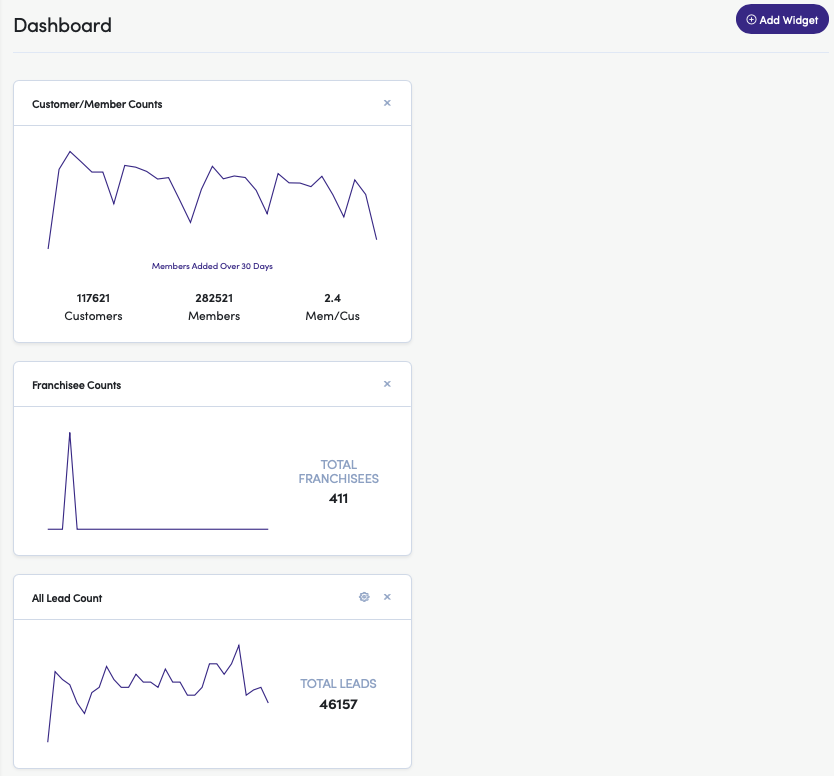 Dashboard
Add Widget
Customer/Member Counts
Members Added Over 30 Days
117621 282521 2.4
Customers Members Mem/Cus
Franchisee Counts
TOTAL
FRANCHISEES
411
All Lead Count
TOTAL LEADS
46157